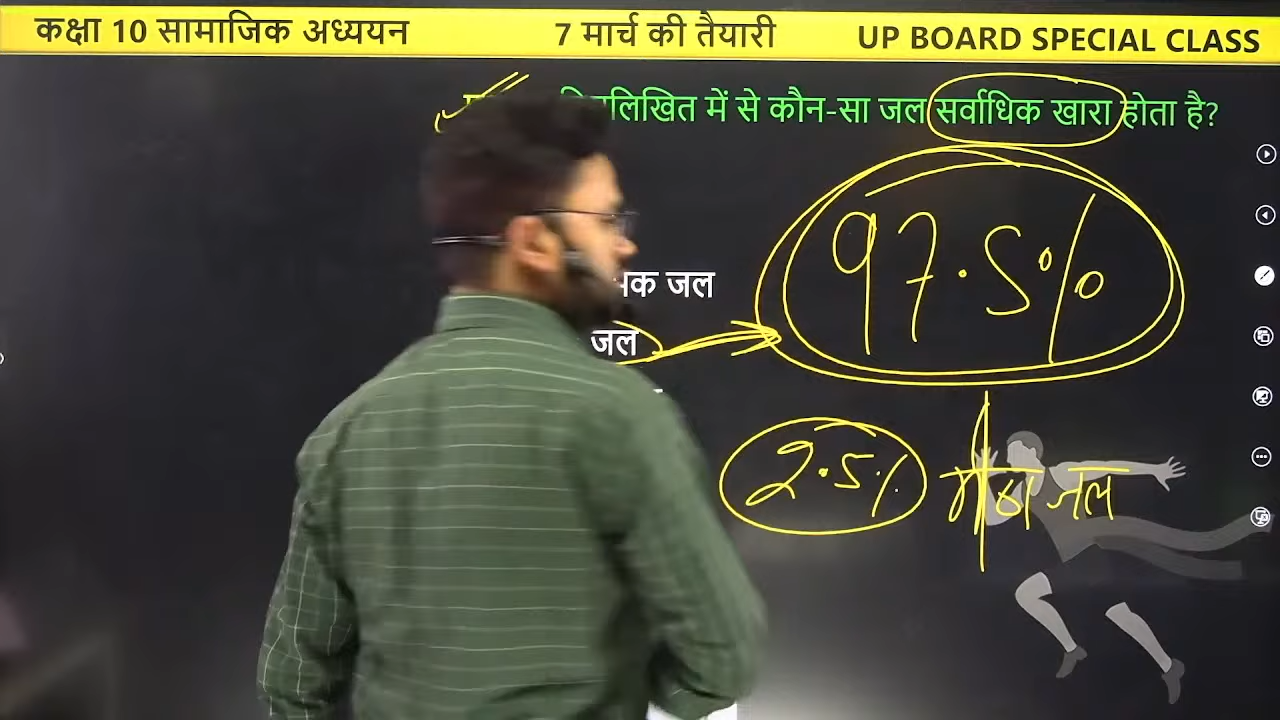 कक्षा 10 सामाजिक अध्ययन 7 मार्च की तैयारी UP BOARD SPECIAL CLASS
में से कौन-सा जल सर्वाधिक खारा होता है?
97.5%
जल
जल
2.5% मीठा जल